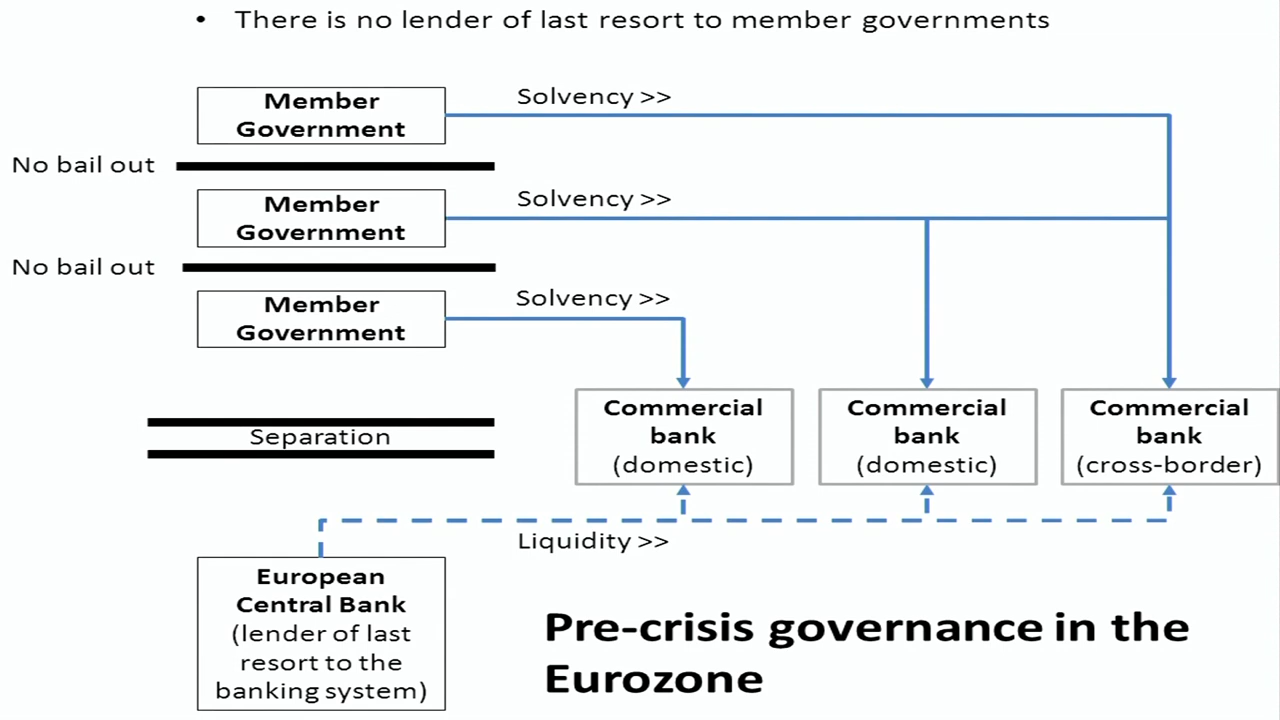 • There is no lender of last resort to member governments
Member
Government
Solvency >>
No bail out
Member
Government
Solvency >>
No bail out
Member
Government
Solvency >>
Separation
Commercial
bank
(domestic)
Commercial
bank
(domestic)
Commercial
bank
(cross-border)
Liquidity >>
European
Central Bank
(lender of last
resort to the
banking system)
Pre-crisis governance in the
Eurozone